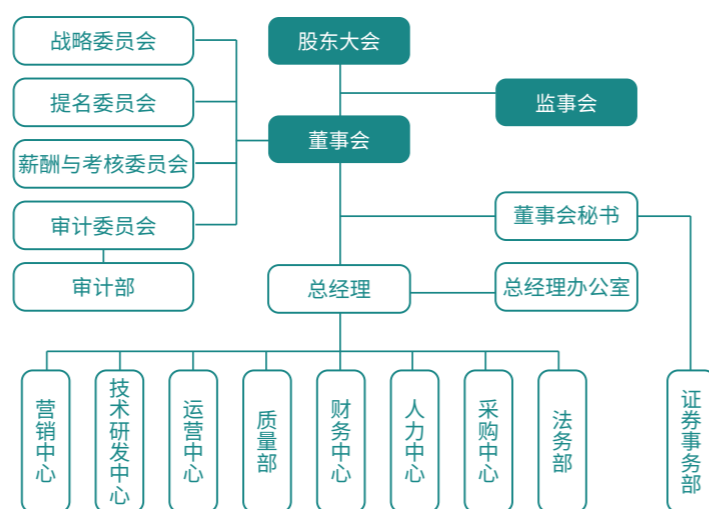 战略委员会
股东大会
提名委员会
监事会
董事会
薪酬与考核委员会
审计委员会
董事会秘书
审计部
总经理
总经理办公室
营销中心
技术研发中心
运营中心
质量部
财务中心
人力中心
采购中心
法务部
证券事务部